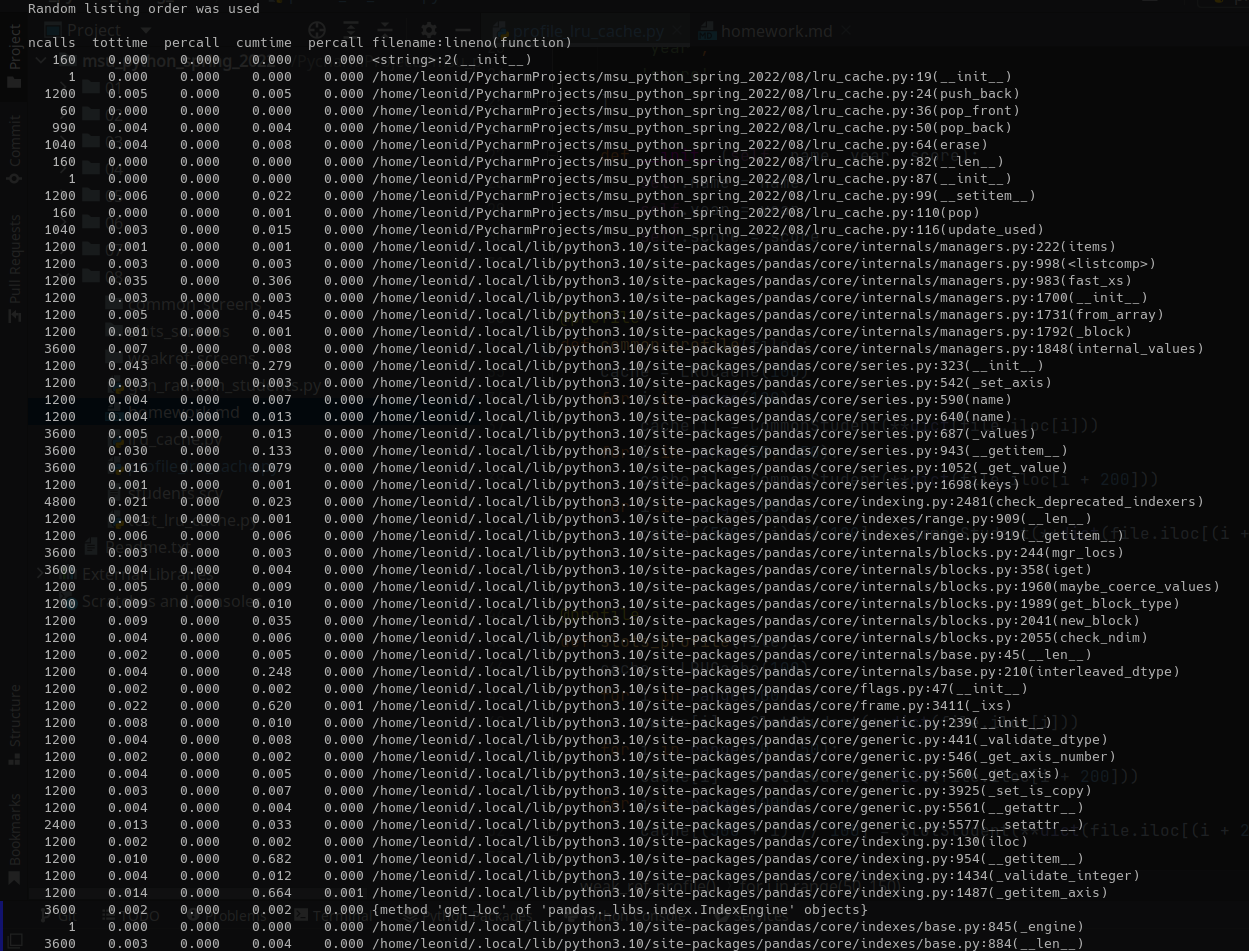 Random listing order was used
ncalls tottime percall cumtime percall filename:lineno(function)
160 0.000 0.000 0.000 0.000 <string>:2(__init__)
1 0.000 0.000 0.000 0.000 /home/leonid/PycharmProjects/msu_python_spring_2022/08/lru_cache.py:19(__init__)
1200 0.005 0.000 0.005 0.000 /home/leonid/PycharmProjects/msu_python_spring_2022/08/lru_cache.py:24(push_back)
60 0.000 0.000 0.000 0.000 /home/leonid/PycharmProjects/msu_python_spring_2022/08/lru_cache.py:36(pop_front)
990 0.004 0.000 0.004 0.000 /home/leonid/PycharmProjects/msu_python_spring_2022/08/lru_cache.py:50(pop_back)
1040 0.004 0.000 0.008 0.000 /home/leonid/PycharmProjects/msu_python_spring_2022/08/lru_cache.py:64(erase)
160 0.000 0.000 0.000 0.000 /home/leonid/PycharmProjects/msu_python_spring_2022/08/lru_cache.py:82(__len__)
1 0.000 0.000 0.000 0.000 /home/leonid/PycharmProjects/msu_python_spring_2022/08/lru_cache.py:87(__init__)
1200 0.006 0.000 0.022 0.000 /home/leonid/PycharmProjects/msu_python_spring_2022/08/lru_cache.py:99(__setitem__)
160 0.000 0.000 0.001 0.000 /home/leonid/PycharmProjects/msu_python_spring_2022/08/lru_cache.py:110(pop)
1040 0.003 0.000 0.015 0.000 /home/leonid/PycharmProjects/msu_python_spring_2022/08/lru_cache.py:116(update_used)
1200 0.001 0.000 0.001 0.000 /home/leonid/.local/lib/python3.10/site-packages/pandas/core/internals/managers.py:222(items)
1200 0.003 0.000 0.003 0.000 /home/leonid/.local/lib/python3.10/site-packages/pandas/core/internals/managers.py:998(<listcomp>)
1200 0.035 0.000 0.306 0.000 /home/leonid/.local/lib/python3.10/site-packages/pandas/core/internals/managers.py:983(fast_xs)
1200 0.003 0.000 0.003 0.000 /home/leonid/.local/lib/python3.10/site-packages/pandas/core/internals/managers.py:1700(__init__)
1200 0.005 0.000 0.045 0.000 /home/leonid/.local/lib/python3.10/site-packages/pandas/core/internals/managers.py:1731(from_array)
1200 0.001 0.000 0.001 0.000 /home/leonid/.local/lib/python3.10/site-packages/pandas/core/internals/managers.py:1792(_block)
3600 0.007 0.000 0.008 0.000 /home/leonid/.local/lib/python3.10/site-packages/pandas/core/internals/managers.py:1848(internal_values)
1200 0.043 0.000 0.279 0.000 /home/leonid/.local/lib/python3.10/site-packages/pandas/core/series.py:323(__init__)
1200 0.003 0.000 0.003 0.000 /home/leonid/.local/lib/python3.10/site-packages/pandas/core/series.py:542(_set_axis)
1200 0.004 0.000 0.007 0.000 /home/leonid/.local/lib/python3.10/site-packages/pandas/core/series.py:590(name)
1200 0.004 0.000 0.013 0.000 /home/leonid/.local/lib/python3.10/site-packages/pandas/core/series.py:640(name)
3600 0.005 0.000 0.013 0.000 /home/leonid/.local/lib/python3.10/site-packages/pandas/core/series.py:687(_values)
3600 0.030 0.000 0.133 0.000 /home/leonid/.local/lib/python3.10/site-packages/pandas/core/series.py:943(__getitem__)
3600 0.016 0.000 0.079 0.000 /home/leonid/.local/lib/python3.10/site-packages/pandas/core/series.py:1052(_get_value)
1200 0.001 0.000 0.001 0.000 /home/leonid/.local/lib/python3.10/site-packages/pandas/core/series.py:1698(keys)
4800 0.021 0.000 0.023 0.000 /home/leonid/.local/lib/python3.10/site-packages/pandas/core/indexing.py:2481(check_deprecated_indexers)
1200 0.001 0.000 0.001 0.000 /home/leonid/.local/lib/python3.10/site-packages/pandas/core/indexes/range.py:909(__len__)
1200 0.006 0.000 0.006 0.000 /home/leonid/.local/lib/python3.10/site-packages/pandas/core/indexes/range.py:919(__getitem__)
3600 0.003 0.000 0.003 0.000 /home/leonid/.local/lib/python3.10/site-packages/pandas/core/internals/blocks.py:244(mgr_locs)
3600 0.004 0.000 0.004 0.000 /home/leonid/.local/lib/python3.10/site-packages/pandas/core/internals/blocks.py:358(iget)
1200 0.005 0.000 0.009 0.000 /home/leonid/.local/lib/python3.10/site-packages/pandas/core/internals/blocks.py:1960(maybe_coerce_values)
1200 0.009 0.000 0.010 0.000 /home/leonid/.local/lib/python3.10/site-packages/pandas/core/internals/blocks.py:1989(get_block_type)
1200 0.009 0.000 0.035 0.000 /home/leonid/.local/lib/python3.10/site-packages/pandas/core/internals/blocks.py:2041(new_block)
1200 0.004 0.000 0.006 0.000 /home/leonid/.local/lib/python3.10/site-packages/pandas/core/internals/blocks.py:2055(check_ndim)
1200 0.002 0.000 0.005 0.000 /home/leonid/.local/lib/python3.10/site-packages/pandas/core/internals/base.py:45(__len__)
1200 0.004 0.000 0.248 0.000 /home/leonid/.local/lib/python3.10/site-packages/pandas/core/internals/base.py:210(interleaved_dtype)
1200 0.002 0.000 0.002 0.000 /home/leonid/.local/lib/python3.10/site-packages/pandas/core/flags.py:47(__init__)
1200 0.022 0.000 0.620 0.001 /home/leonid/.local/lib/python3.10/site-packages/pandas/core/frame.py:3411(_ixs)
1200 0.008 0.000 0.010 0.000 /home/leonid/.local/lib/python3.10/site-packages/pandas/core/generic.py:239(__init__)
1200 0.004 0.000 0.008 0.000 /home/leonid/.local/lib/python3.10/site-packages/pandas/core/generic.py:441(_validate_dtype)
1200 0.002 0.000 0.002 0.000 /home/leonid/.local/lib/python3.10/site-packages/pandas/core/generic.py:546(_get_axis_number)
1200 0.004 0.000 0.005 0.000 /home/leonid/.local/lib/python3.10/site-packages/pandas/core/generic.py:560(_get_axis)
1200 0.003 0.000 0.007 0.000 /home/leonid/.local/lib/python3.10/site-packages/pandas/core/generic.py:3925(_set_is_copy)
1200 0.004 0.000 0.004 0.000 /home/leonid/.local/lib/python3.10/site-packages/pandas/core/generic.py:5561(__getattr__)
2400 0.013 0.000 0.033 0.000 /home/leonid/.local/lib/python3.10/site-packages/pandas/core/generic.py:5577(__setattr__)
1200 0.002 0.000 0.002 0.000 /home/leonid/.local/lib/python3.10/site-packages/pandas/core/indexing.py:130(iloc)
1200 0.010 0.000 0.682 0.001 /home/leonid/.local/lib/python3.10/site-packages/pandas/core/indexing.py:954(__getitem__)
1200 0.004 0.000 0.012 0.000 /home/leonid/.local/lib/python3.10/site-packages/pandas/core/indexing.py:1434(_validate_integer)
1200 0.014 0.000 0.664 0.001 /home/leonid/.local/lib/python3.10/site-packages/pandas/core/indexing.py:1487(_getitem_axis)
3600 0.002 0.000 0.002 0.000 {method 'get_loc' of 'pandas._libs.index.IndexEngine' objects}
1 0.000 0.000 0.000 0.000 /home/leonid/.local/lib/python3.10/site-packages/pandas/core/indexes/base.py:845(_engine)
3600 0.003 0.000 0.004 0.000 /home/leonid/.local/lib/python3.10/site-packages/pandas/core/indexes/base.py:884(__len__)